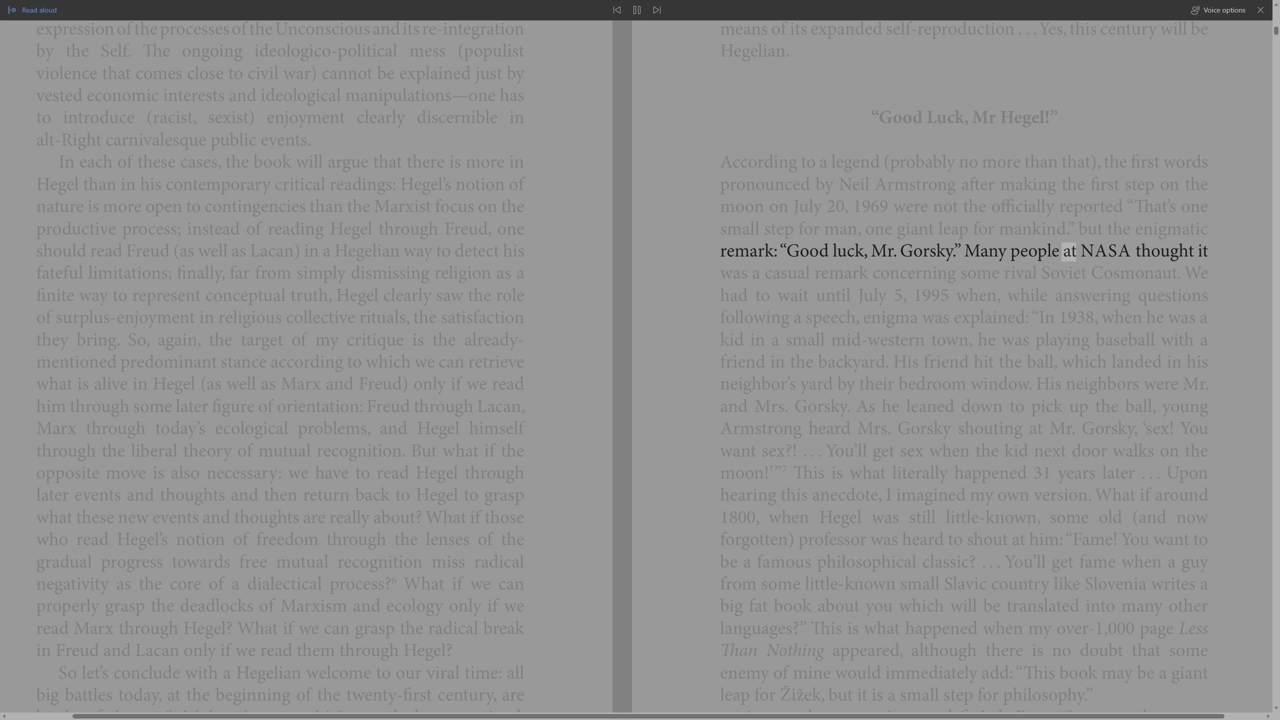 Read aloud
Voice options
expression of the processes of the Unconscious and its re-integration
by the Self. The ongoing ideologico-political mess (populist
violence that comes close to civil war) cannot be explained just by
vested economic interests and ideological manipulations—one has
to introduce (racist, sexist) enjoyment clearly discernible in
alt-Right carnivalesque public events.
In each of these cases, the book will argue that there is more in
Hegel than in his contemporary critical readings: Hegel’s notion of
nature is more open to contingencies than the Marxist focus on the
productive process; instead of reading Hegel through Freud, one
should read Freud (as well as Lacan) in a Hegelian way to detect his
fateful limitations; finally, far from simply dismissing religion as a
finite way to represent conceptual truth, Hegel clearly saw the role
of surplus-enjoyment in religious collective rituals, the satisfaction
they bring. So, again, the target of my critique is the already-
mentioned predominant stance according to which we can retrieve
what is alive in Hegel (as well as Marx and Freud) only if we read
him through some later figure of orientation: Freud through Lacan,
Marx through today’s ecological problems, and Hegel himself
through the liberal theory of mutual recognition. But what if the
opposite move is also necessary: we have to read Hegel through
later events and thoughts and then return back to Hegel to grasp
what these new events and thoughts are really about? What if those
who read Hegel’s notion of freedom through the lenses of the
gradual progress towards free mutual recognition miss radical
negativity as the core of a dialectical process?⁶ What if we can
properly grasp the deadlocks of Marxism and ecology only if we
read Marx through Hegel? What if we can grasp the radical break
in Freud and Lacan only if we read them through Hegel?
So let’s conclude with a Hegelian welcome to our viral time: all
big battles today, at the beginning of the twenty-first century, are
means of its expanded self-reproduction . . . Yes, this century will be
Hegelian.
“Good Luck, Mr Hegel!”
According to a legend (probably no more than that), the first words
pronounced by Neil Armstrong after making the first step on the
moon on July 20, 1969 were not the officially reported “That’s one
small step for man, one giant leap for mankind.” but the enigmatic
remark: “Good luck, Mr. Gorsky.” Many people at NASA thought it
was a casual remark concerning some rival Soviet Cosmonaut. We
had to wait until July 5, 1995 when, while answering questions
following a speech, enigma was explained: “In 1938, when he was a
kid in a small mid-western town, he was playing baseball with a
friend in the backyard. His friend hit the ball, which landed in his
neighbor’s yard by their bedroom window. His neighbors were Mr.
and Mrs. Gorsky. As he leaned down to pick up the ball, young
Armstrong heard Mrs. Gorsky shouting at Mr. Gorsky, ‘sex! You
want sex?! . . . You’ll get sex when the kid next door walks on the
moon!’”⁷ This is what literally happened 31 years later . . . Upon
hearing this anecdote, I imagined my own version. What if around
1800, when Hegel was still little-known, some old (and now
forgotten) professor was heard to shout at him: “Fame! You want to
be a famous philosophical classic? . . . You’ll get fame when a guy
from some little-known small Slavic country like Slovenia writes a
big fat book about you which will be translated into many other
languages?” This is what happened when my over-1,000 page Less
Than Nothing appeared, although there is no doubt that some
enemy of mine would immediately add: “This book may be a giant
leap for Žižek, but it is a small step for philosophy.”